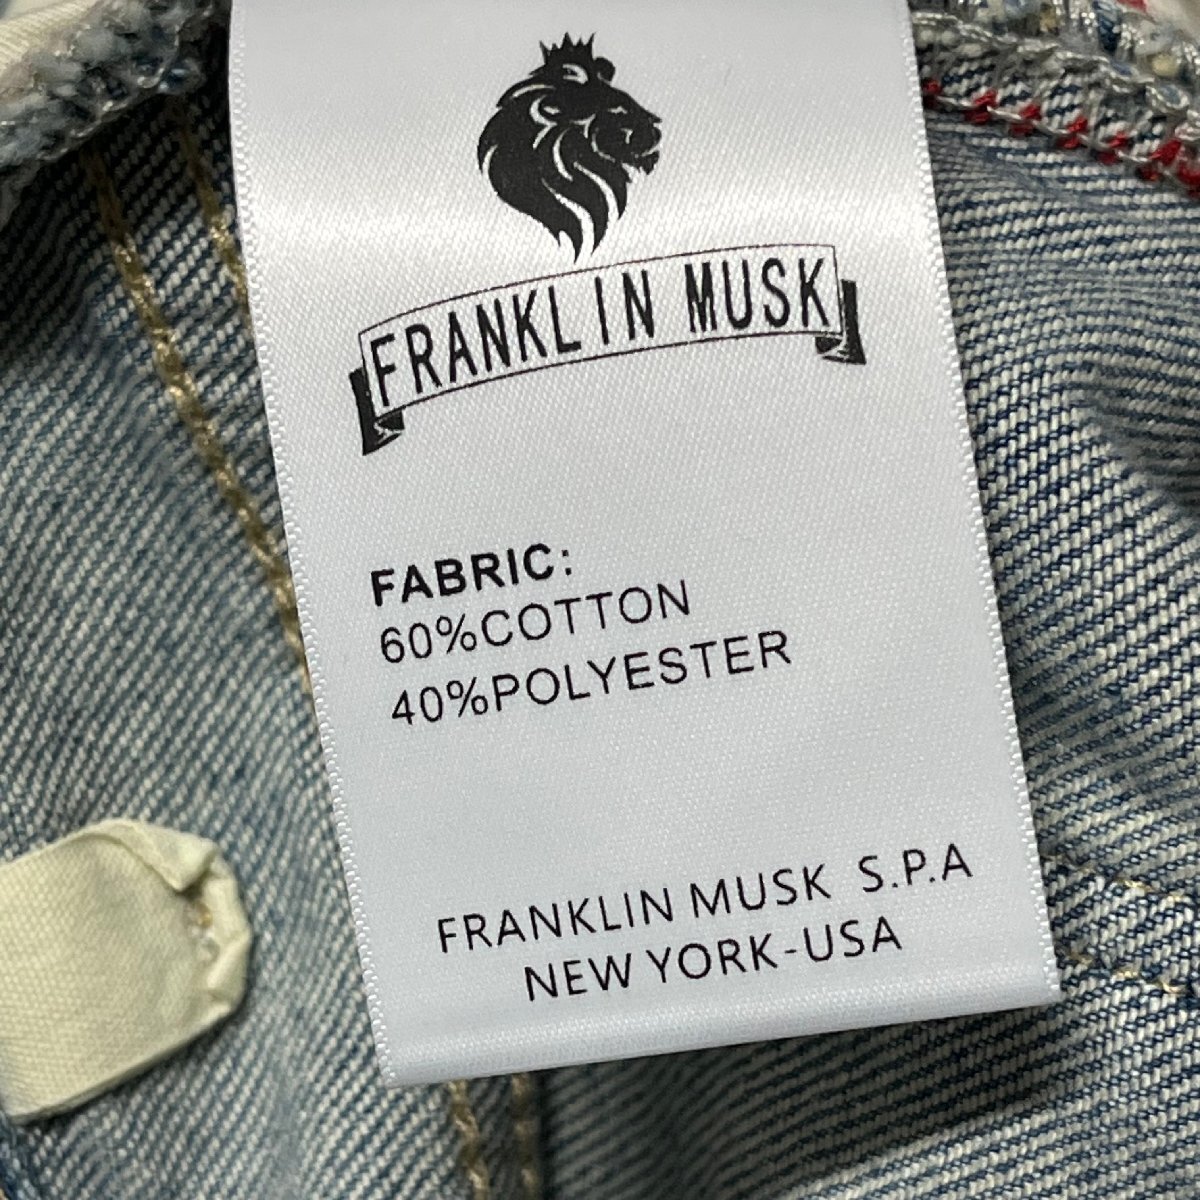 FRANKLIN MUSK
FABRIC:
60%COTTON
40%POLYESTER
FRANKLIN MUSK S.P.A
NEW YORK-USA